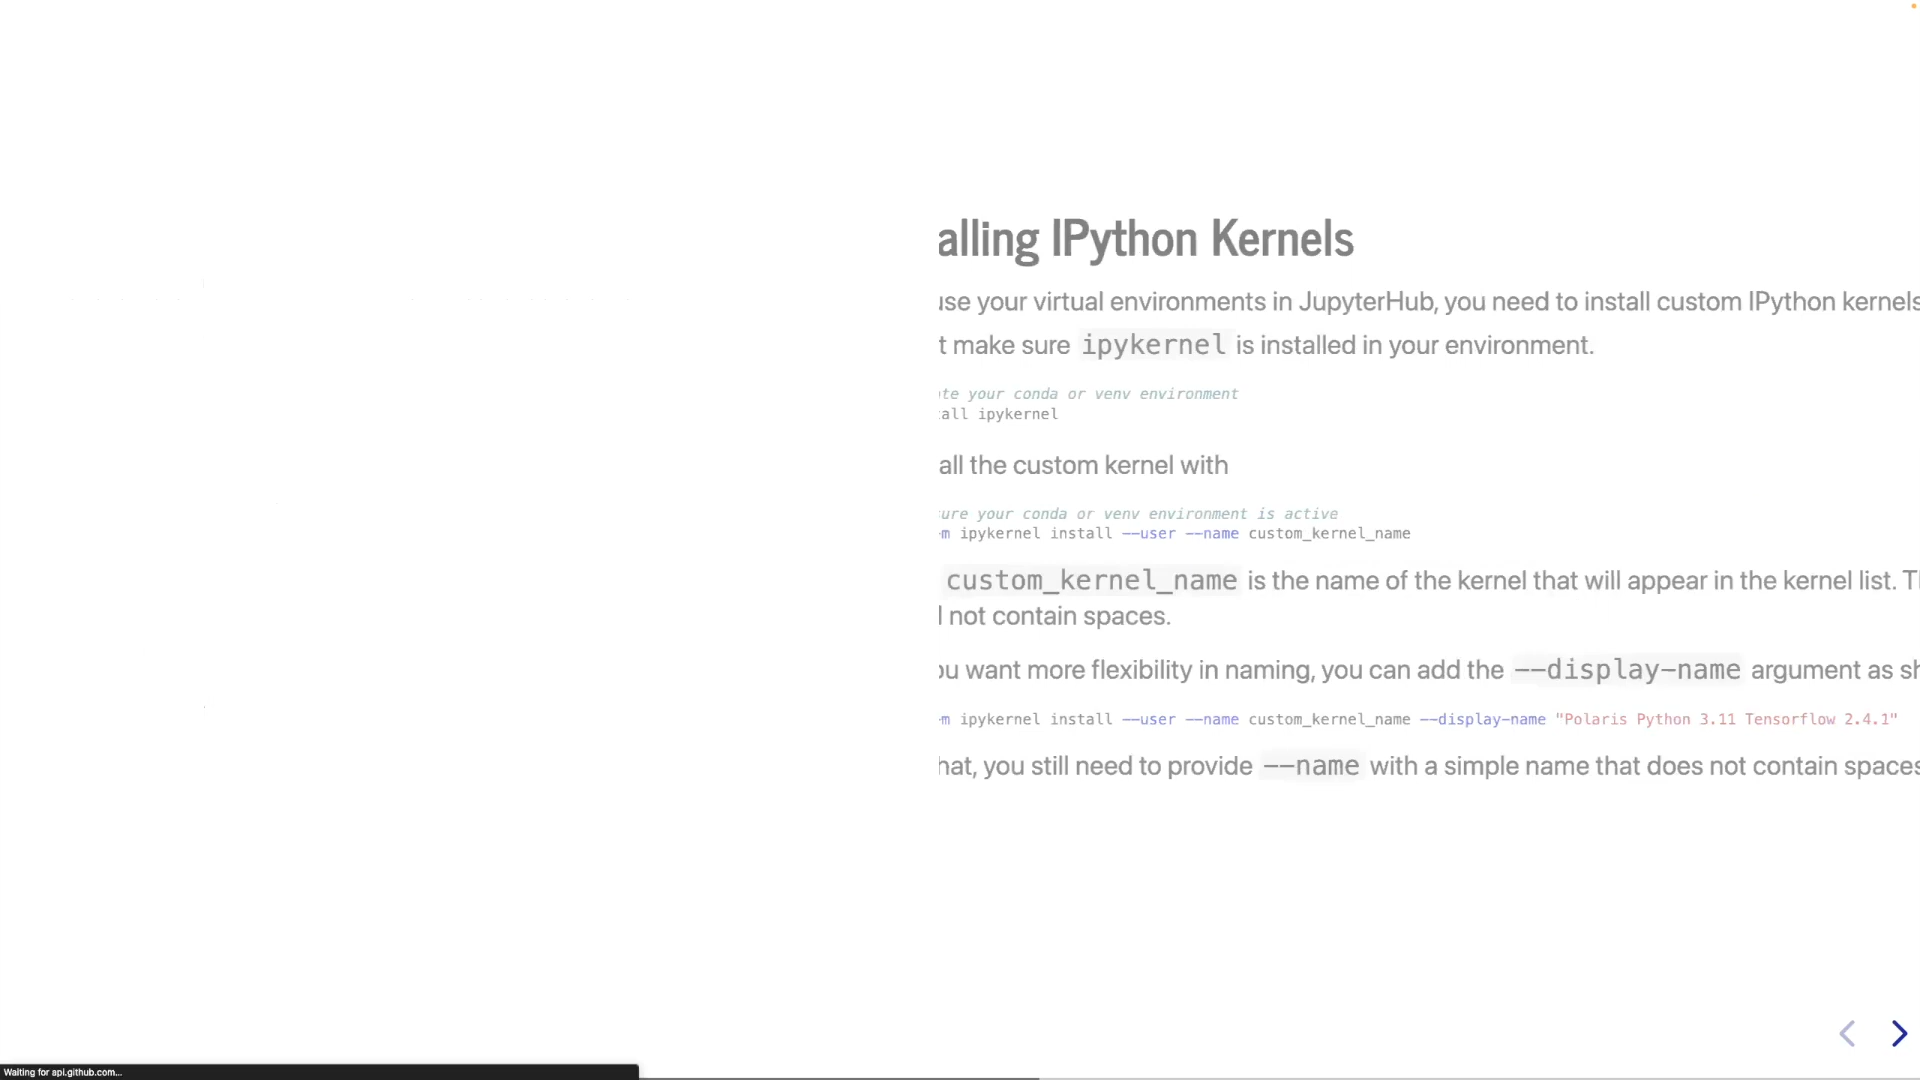 alling IPython Kernels
use your virtual environments in JupyterHub, you need to install custom IPython kernels
t make sure ipykernel is installed in your environment.
te your conda or venv environment
all ipykernel
all the custom kernel with
ure your conda or venv environment is active
m ipykernel install --user --name custom_kernel_name
custom_kernel_name is the name of the kernel that will appear in the kernel list. T
not contain spaces.
ou want more flexibility in naming, you can add the --display-name argument as sh
m ipykernel install --user --name custom_kernel_name --display-name "Polaris Python 3.11 Tensorflow 2.4.1"
hat, you still need to provide --name with a simple name that does not contain spaces
Waiting for api.github.com...